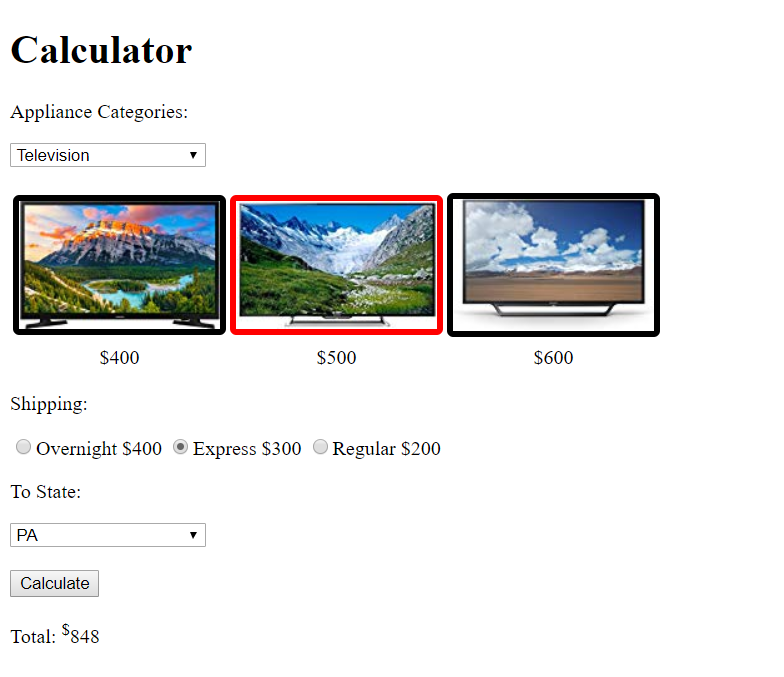 Calculator
Appliance Categories:
Television
$400 $500 $600
Shipping:
Overnight $400 Express $300 Regular $200
To State:
PA
Calculate
Total: $848